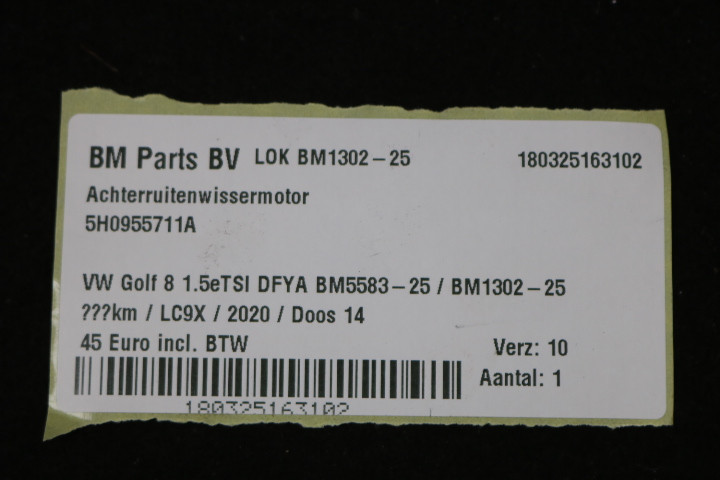 BM Parts BV LOK BM1302-25 180325163102
Achterruitenwissermotor
5H0955711A
VW Golf 8 1.5eTSI DFYA BM5583-25 / BM1302-25
???km / LC9X / 2020 / Doos 14
45 Euro incl. BTW Verz: 10
Aantal: 1
180325163102